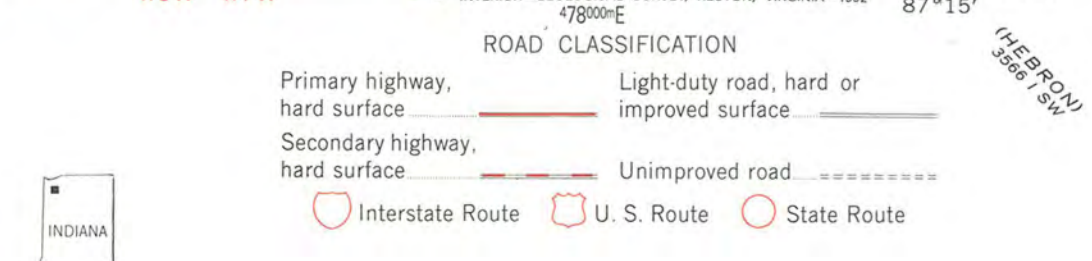 478000mE
87°15′
ROAD CLASSIFICATION
(HEBRON)
3566 I SW
Primary highway,
hard surface
Light-duty road, hard or
improved surface
Secondary highway,
hard surface
Unimproved road
Interstate Route
U. S. Route
State Route
INDIANA